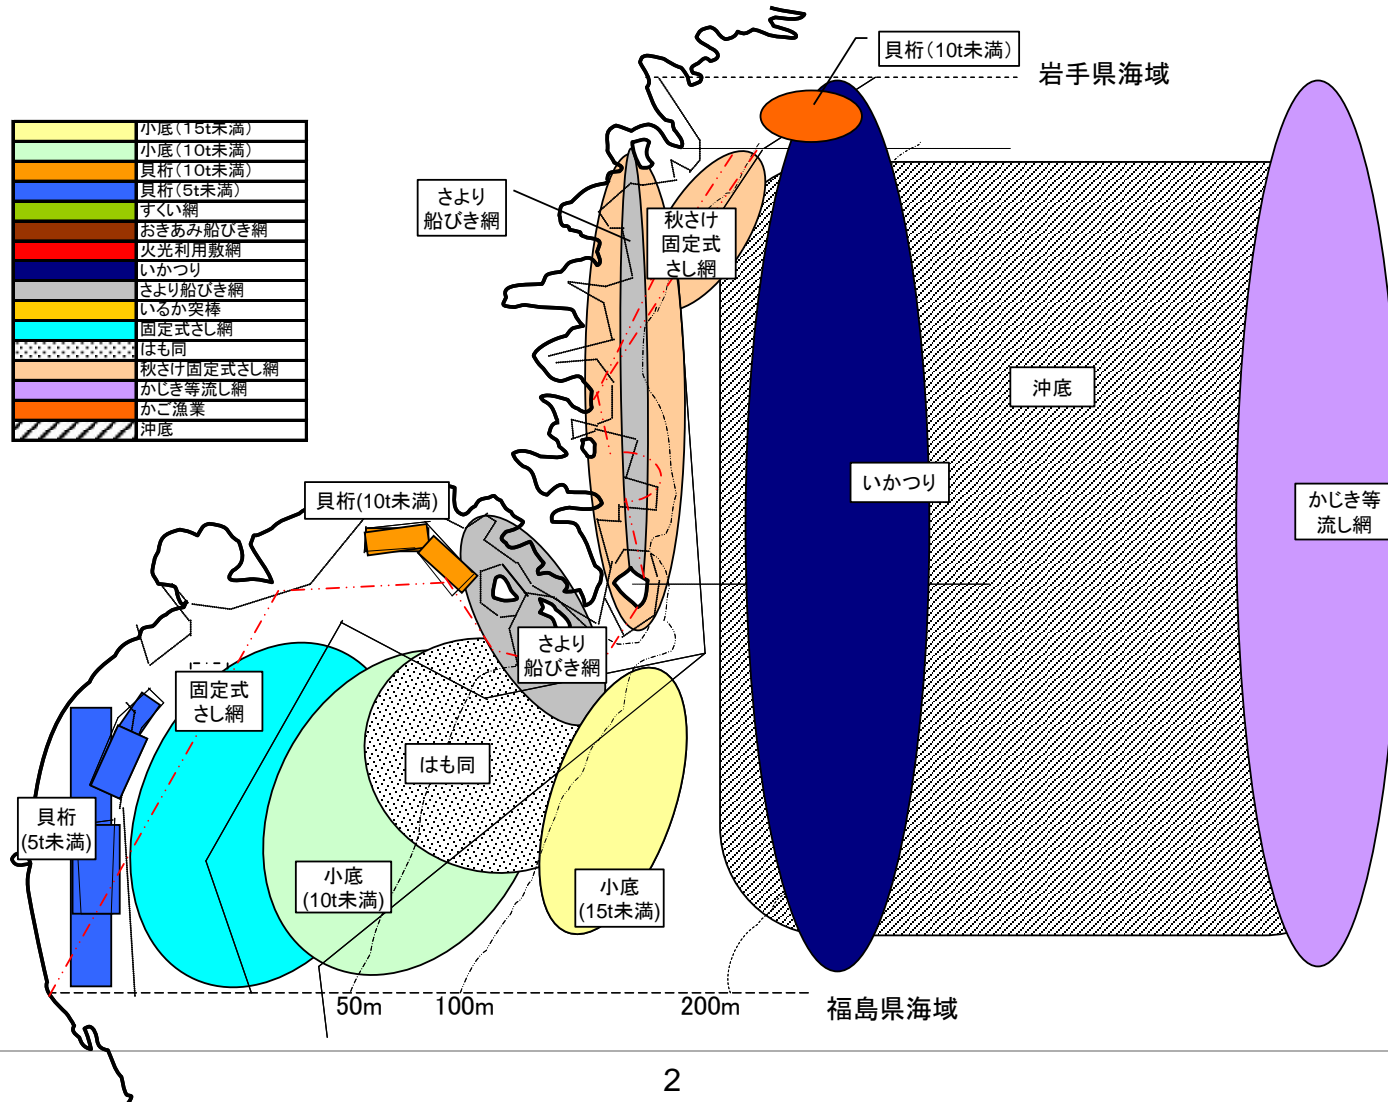 貝桁(10t未満)
岩手県海域
小底(15t未満)
小底(10t未満)
貝桁(10t未満)
貝桁(5t未満)
すくい網
おきあみ船びき網
火光利用敷網
いかつり
さより船びき網
いるか突棒
固定式さし網
はも同
秋さけ固定式さし網
かじき等流し網
かご漁業
沖底
さより
船びき網
秋さけ
固定式
さし網
沖底
いかつり
かじき等
流し網
貝桁(10t未満)
さより
船びき網
固定式
さし網
はも同
貝桁
(5t未満)
小底
(10t未満)
小底
(15t未満)
50m
100m
200m
福島県海域
2